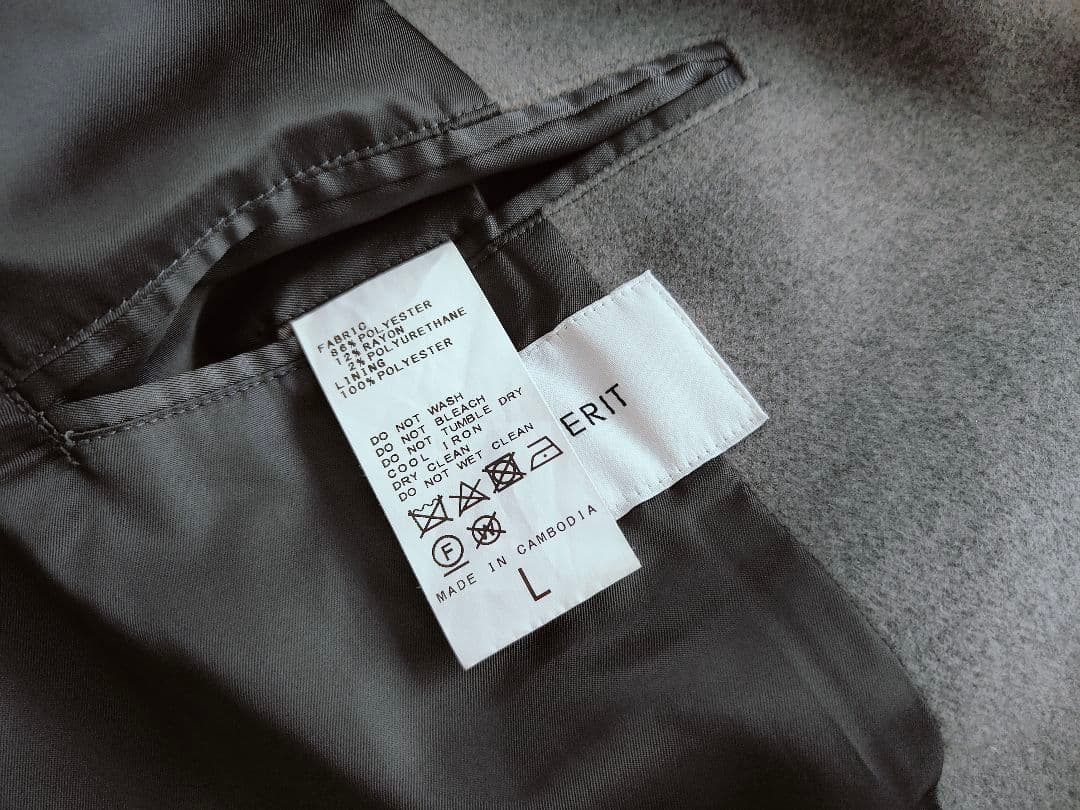 FABRIC
86% POLYESTER
12% RAYON
2% POLYURETHANE
LINING
100% POLYESTER
DO NOT WASH
DO NOT BLEACH
DO NOT TUMBLE DRY
COOL IRON
DRY CLEAN
DO NOT WET CLEAN
F
W
MADE IN CAMBODIA
L
ERIT